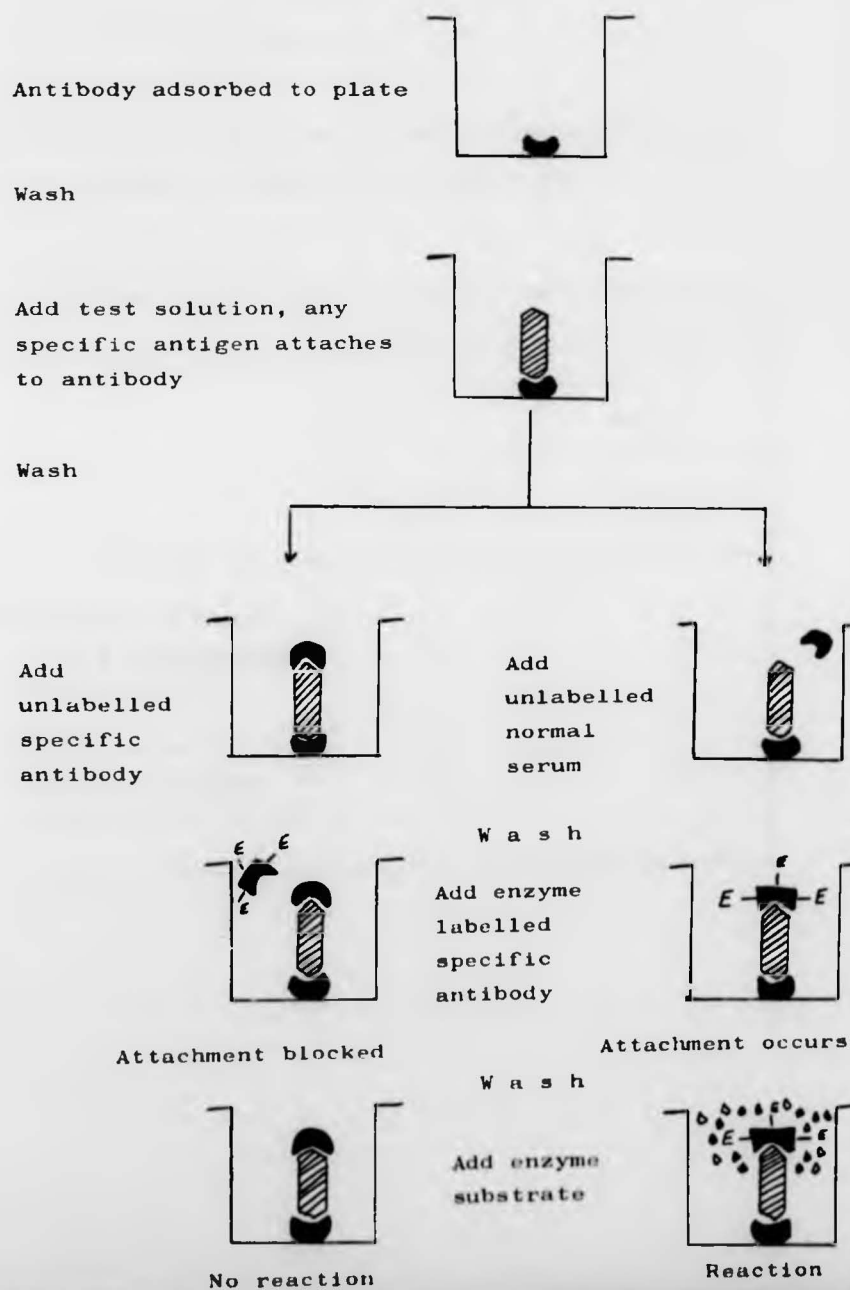 Antibody adsorbed to plate
Wash
Add test solution, any
specific antigen attaches
to antibody
Wash
Add
unlabelled
specific
antibody
Add
unlabelled
normal
serum
W a s h
E E
E
Add enzyme
labelled
specific
antibody
E
E E
Attachment blocked
Attachment occurs
W a s h
Add enzyme
substrate
E
E E
No reaction
Reaction